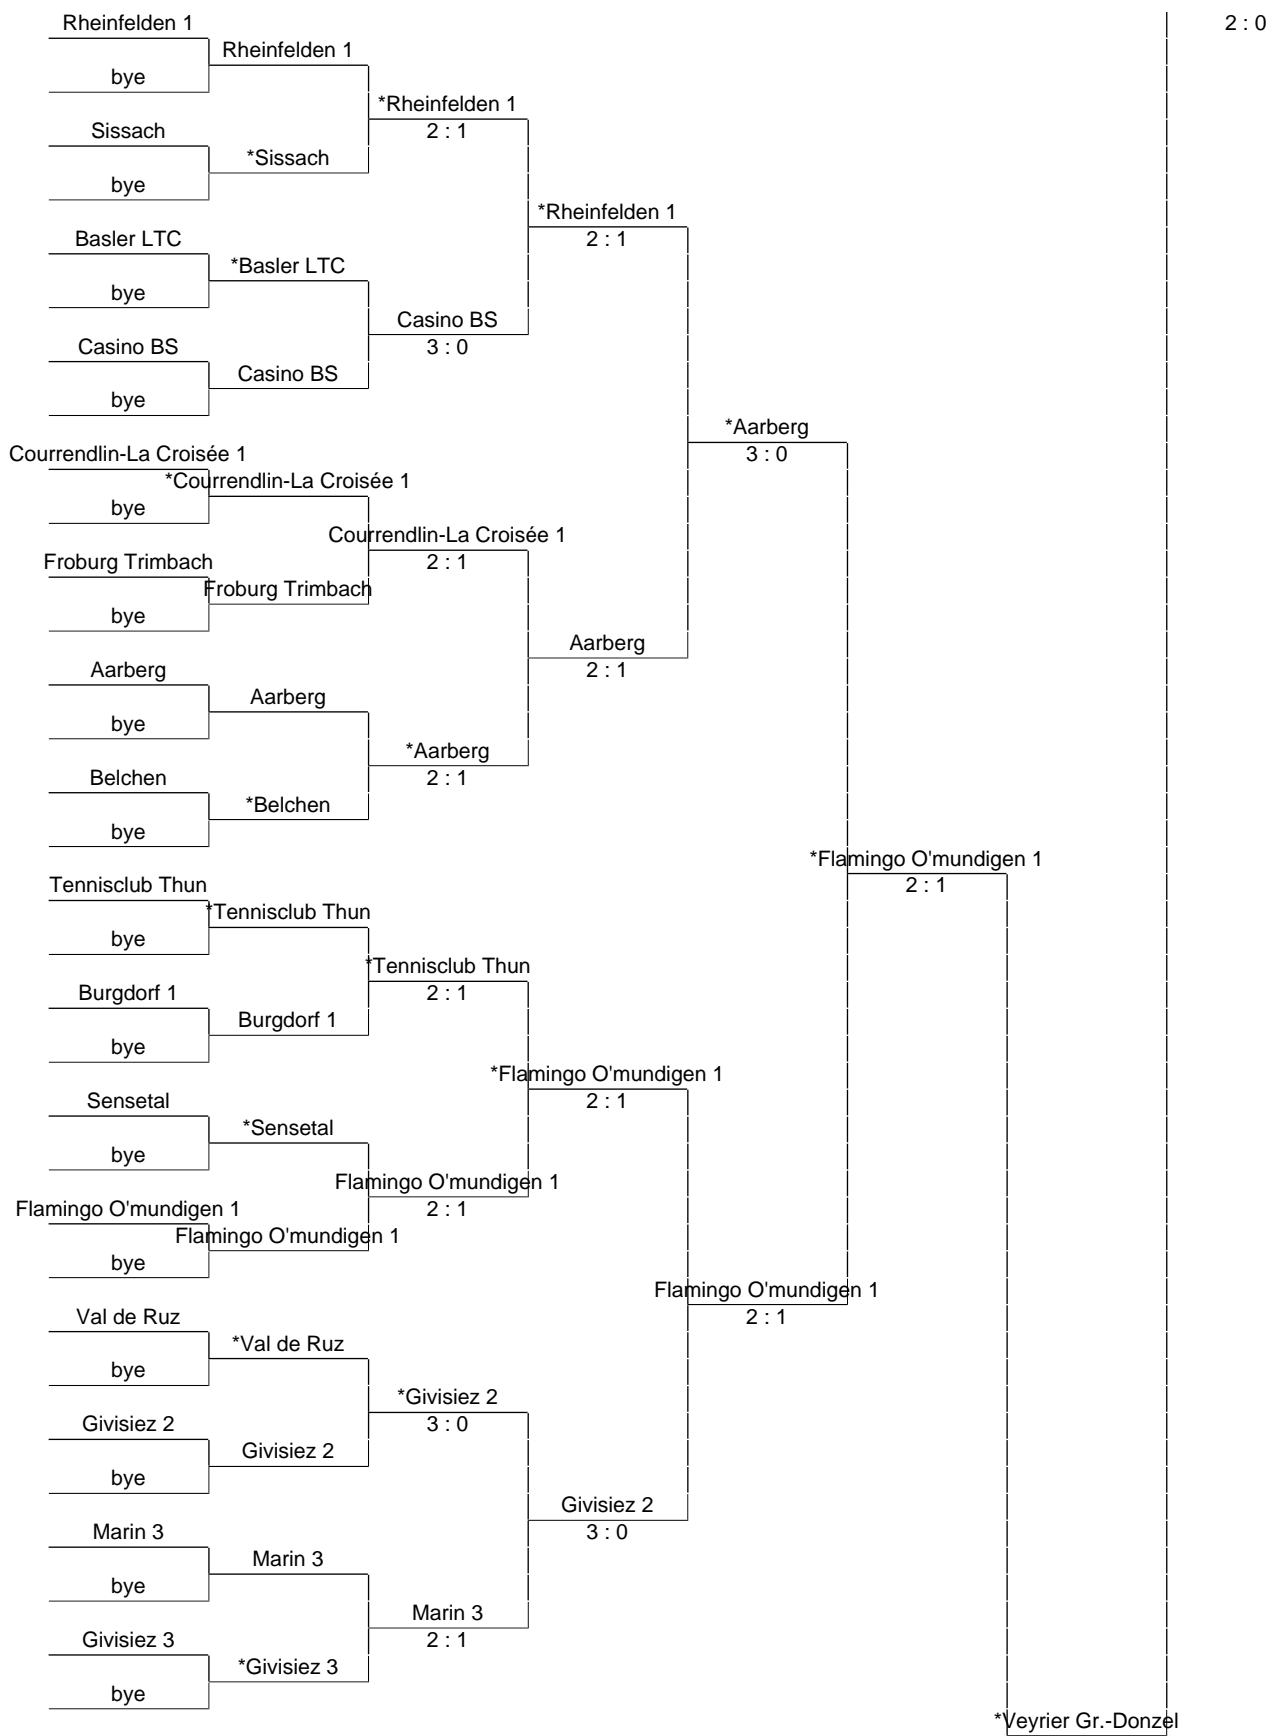 Rheinfelden 1
2 : 0
Rheinfelden 1
bye
*Rheinfelden 1
Sissach
2 : 1
*Sissach
bye
*Rheinfelden 1
Basler LTC
2 : 1
*Basler LTC
bye
Casino BS
Casino BS
3 : 0
Casino BS
bye
*Aarberg
Courrendlin-La Croisée 1
3 : 0
*Courrendlin-La Croisée 1
bye
Courrendlin-La Croisée 1
Froburg Trimbach
2 : 1
Froburg Trimbach
bye
Aarberg
Aarberg
2 : 1
Aarberg
bye
*Aarberg
Belchen
2 : 1
*Belchen
bye
*Flamingo O'mundigen 1
Tennisclub Thun
2 : 1
*Tennisclub Thun
bye
*Tennisclub Thun
Burgdorf 1
2 : 1
Burgdorf 1
bye
*Flamingo O'mundigen 1
Sensetal
2 : 1
*Sensetal
bye
Flamingo O'mundigen 1
Flamingo O'mundigen 1
2 : 1
Flamingo O'mundigen 1
bye
Flamingo O'mundigen 1
Val de Ruz
2 : 1
*Val de Ruz
bye
*Givisiez 2
Givisiez 2
3 : 0
Givisiez 2
bye
Givisiez 2
Marin 3
3 : 0
Marin 3
bye
Marin 3
Givisiez 3
2 : 1
*Givisiez 3
bye
*Veyrier Gr.-Donzel